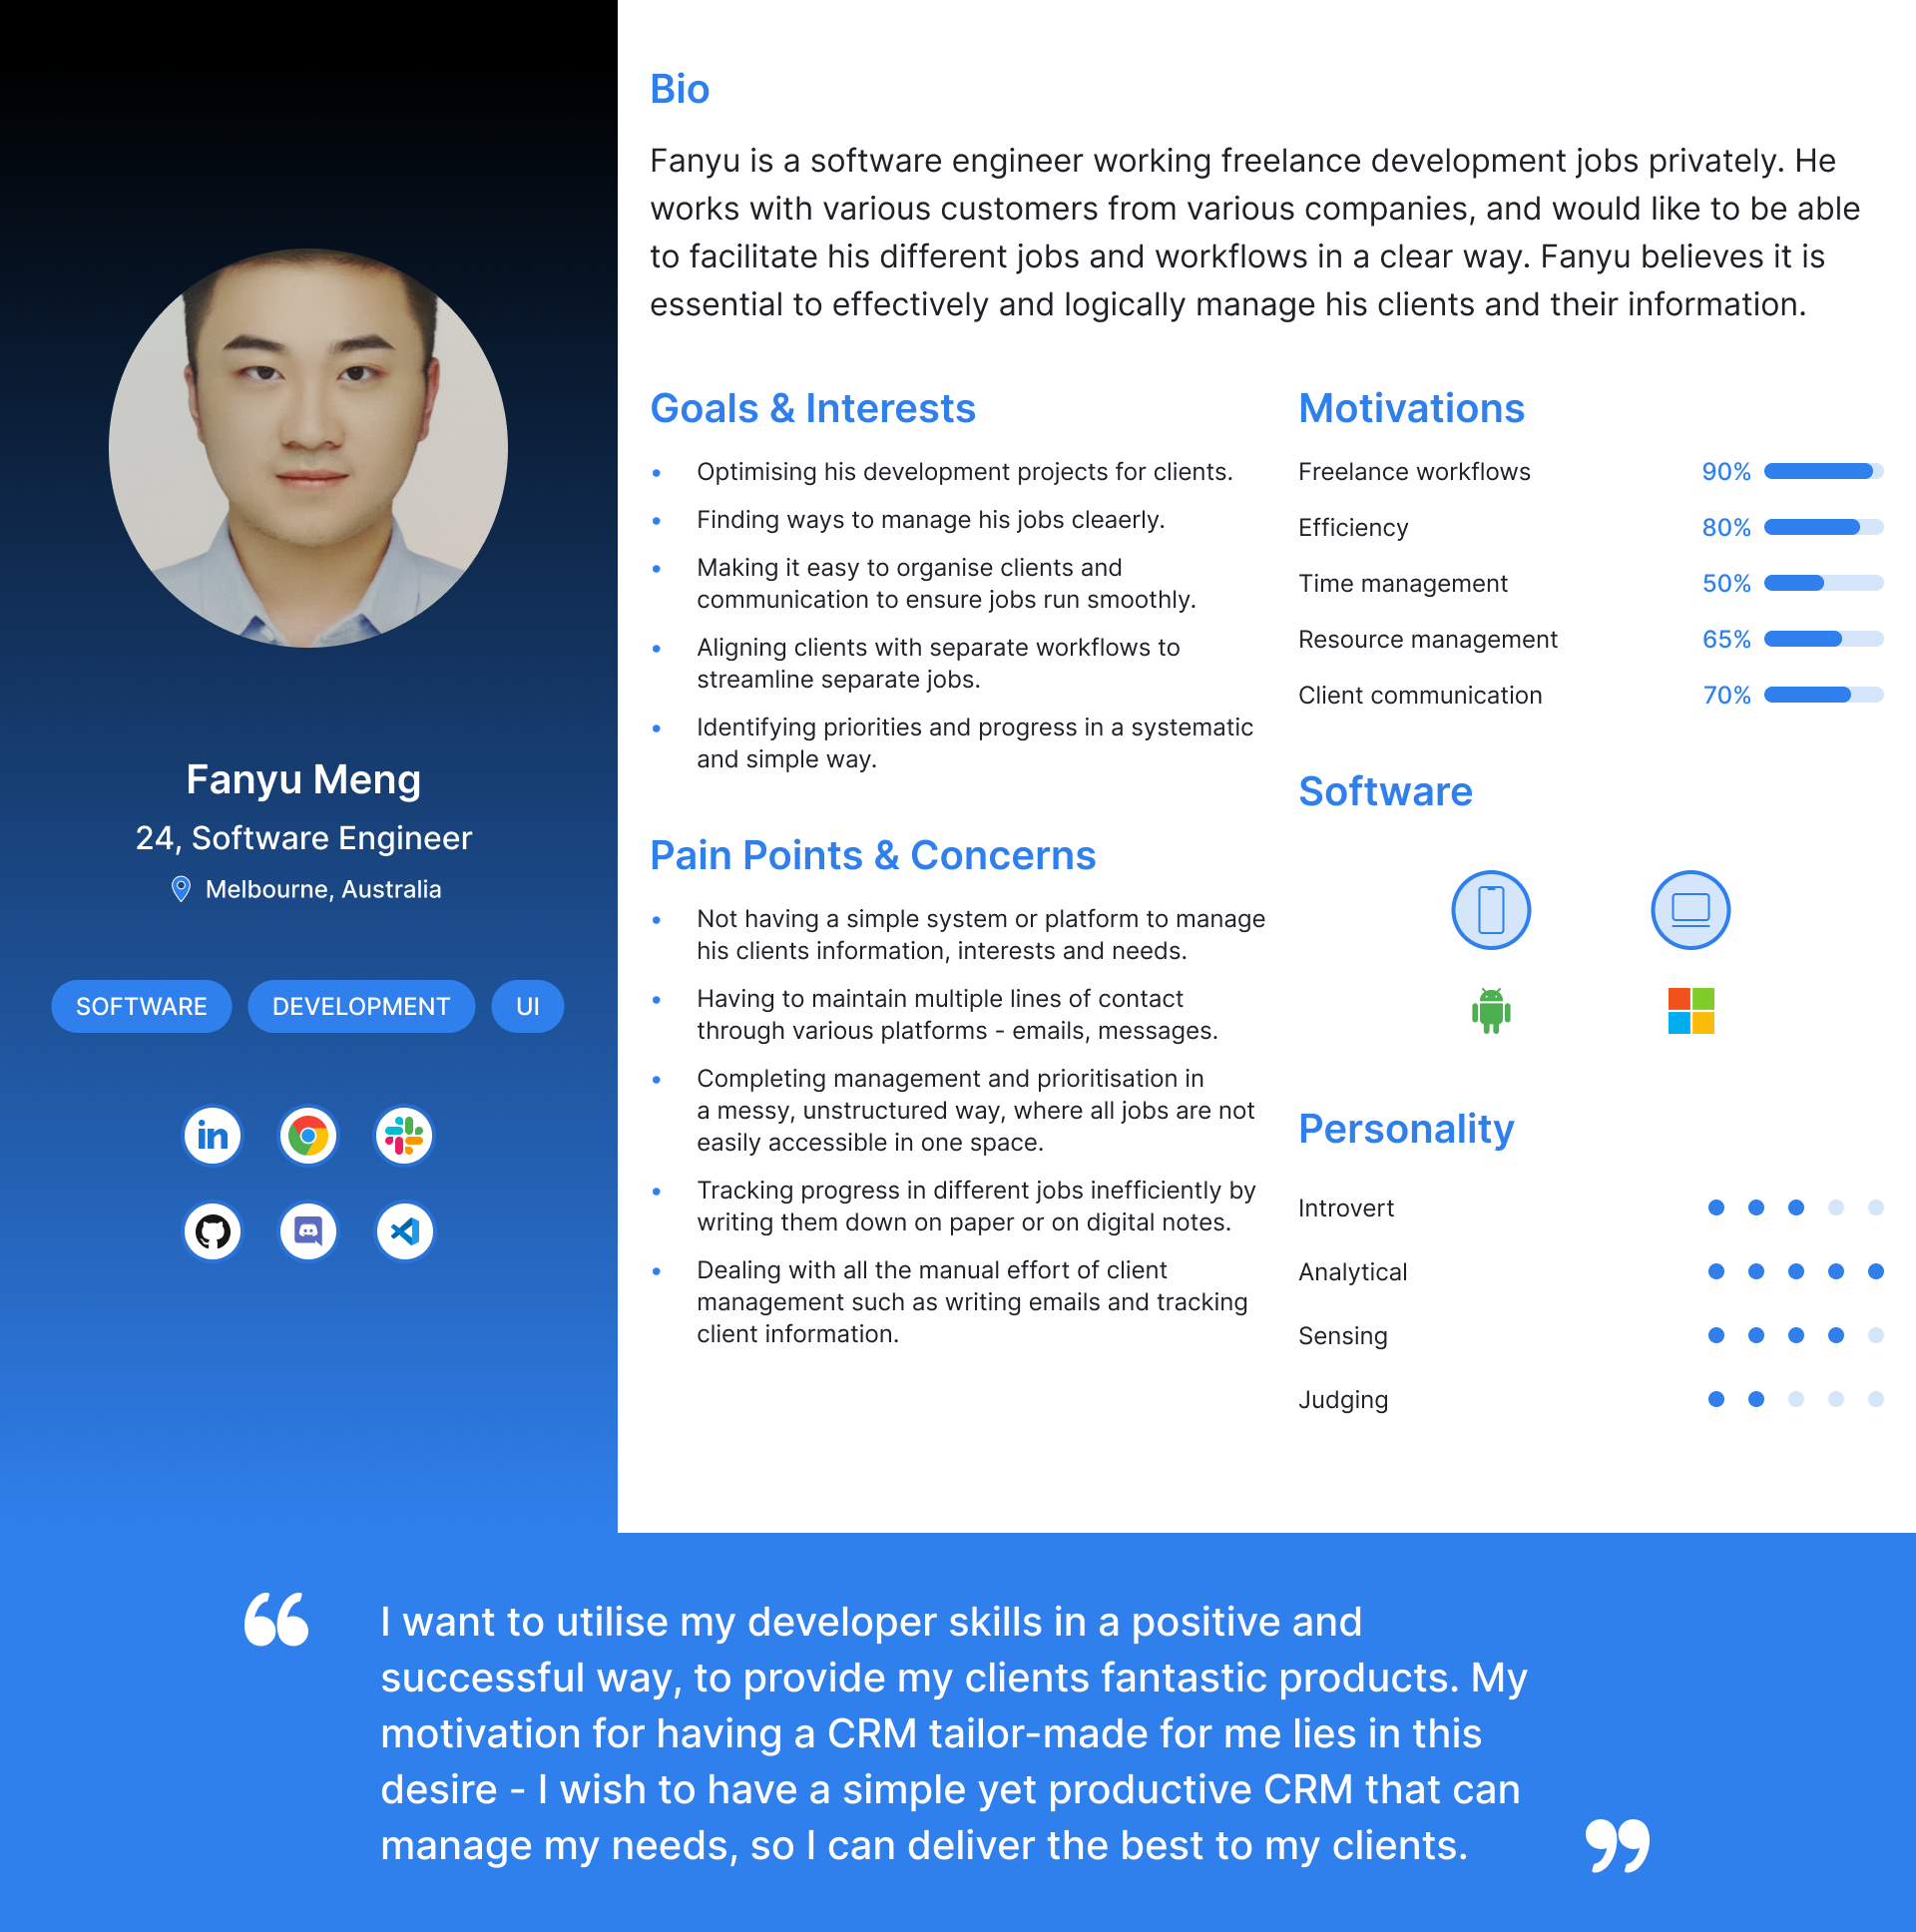 Fanyu Meng
24, Software Engineer
Melbourne, Australia
SOFTWARE
DEVELOPMENT
UI
in
Bio
Fanyu is a software engineer working freelance development jobs privately. He
works with various customers from various companies, and would like to be able
to facilitate his different jobs and workflows in a clear way. Fanyu believes it is
essential to effectively and logically manage his clients and their information.
Goals & Interests
• Optimising his development projects for clients.
• Finding ways to manage his jobs cleaerly.
• Making it easy to organise clients and
communication to ensure jobs run smoothly.
• Aligning clients with separate workflows to
streamline separate jobs.
• Identifying priorities and progress in a systematic
and simple way.
Pain Points & Concerns
• Not having a simple system or platform to manage
his clients information, interests and needs.
• Having to maintain multiple lines of contact
through various platforms - emails, messages.
• Completing management and prioritisation in
a messy, unstructured way, where all jobs are not
easily accessible in one space.
• Tracking progress in different jobs inefficiently by
writing them down on paper or on digital notes.
• Dealing with all the manual effort of client
management such as writing emails and tracking
client information.
Motivations
Freelance workflows 90%
Efficiency 80%
Time management 50%
Resource management 65%
Client communication 70%
Software
Personality
Introvert
Analytical
Sensing
Judging
“ I want to utilise my developer skills in a positive and
successful way, to provide my clients fantastic products. My
motivation for having a CRM tailor-made for me lies in this
desire - I wish to have a simple yet productive CRM that can
manage my needs, so I can deliver the best to my clients. ”